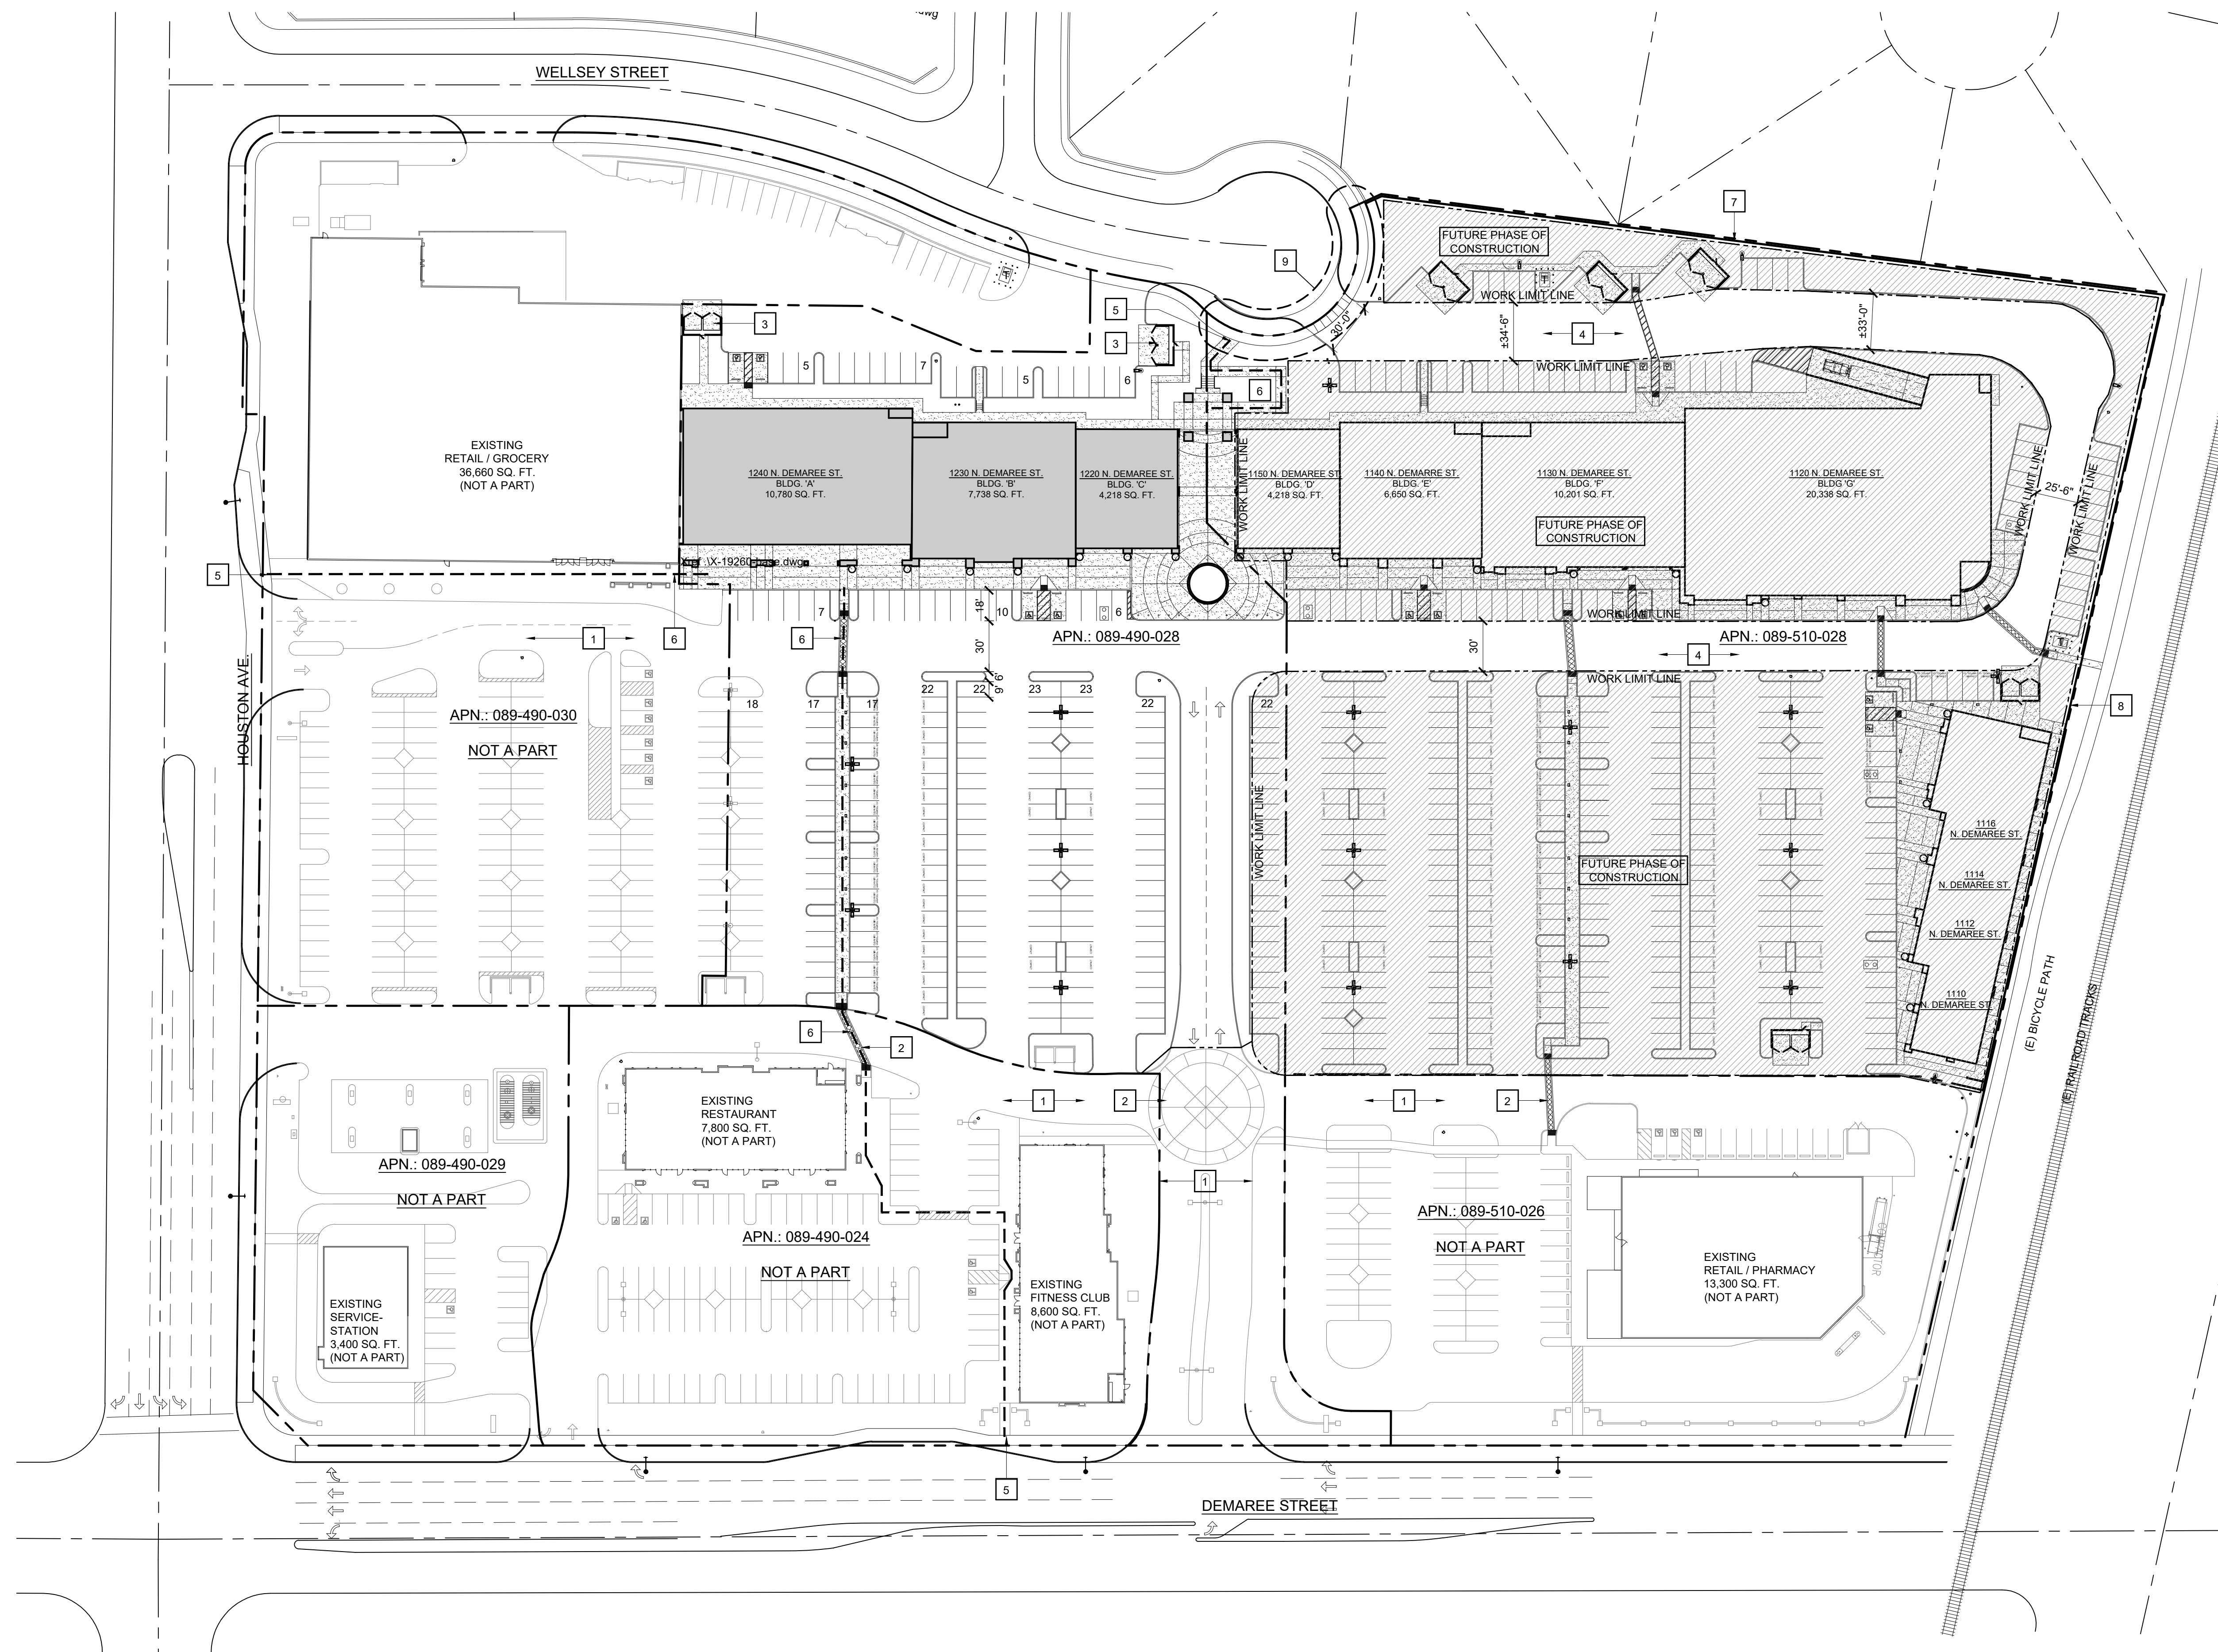 WELLSEY STREET
7
FUTURE PHASE OF
CONSTRUCTION
9
WORK LIMIT LINE
5
3
3
30'-0"
±34'-6"
4
±33'-0"
5
7
5
6
6
WORK LIMIT LINE
EXISTING
RETAIL / GROCERY
36,660 SQ. FT.
(NOT A PART)
1240 N. DEMAREE ST.
BLDG. 'A'
10,780 SQ. FT.
1230 N. DEMAREE ST.
BLDG. 'B'
7,738 SQ. FT.
1220 N. DEMAREE ST.
BLDG. 'C'
4,218 SQ. FT.
WORK LIMIT LINE
1150 N. DEMAREE ST.
BLDG. 'D'
4,218 SQ. FT.
1140 N. DEMARRE ST.
BLDG. 'E'
6,650 SQ. FT.
1130 N. DEMAREE ST.
BLDG. 'F'
10,201 SQ. FT.
1120 N. DEMAREE ST.
BLDG 'G'
20,338 SQ. FT.
FUTURE PHASE OF
CONSTRUCTION
WORK LIMIT LINE
25'-6"
WORK LIMIT LINE
.\X-19260-base.dwg
5
7
18'
10
6
WORK LIMIT LINE
1
6
6
30'
APN.: 089-490-028
30'
APN.: 089-510-028
4
HOUSTON AVE.
WORK LIMIT LINE
9'
6'
22
22
23
23
22
22
18
17
17
8
APN.: 089-490-030
NOT A PART
WORK LIMIT LINE
FUTURE PHASE OF
CONSTRUCTION
1116
N. DEMAREE ST.
1114
N. DEMAREE ST.
1112
N. DEMAREE ST.
1110
N. DEMAREE ST.
(E) BICYCLE PATH
(E) RAILROAD TRACKS
6
2
EXISTING
RESTAURANT
7,800 SQ. FT.
(NOT A PART)
1
2
1
2
APN.: 089-490-029
NOT A PART
1
APN.: 089-490-024
NOT A PART
APN.: 089-510-026
NOT A PART
EXISTING
FITNESS CLUB
8,600 SQ. FT.
(NOT A PART)
EXISTING
RETAIL / PHARMACY
13,300 SQ. FT.
(NOT A PART)
EXISTING
SERVICE-
STATION
3,400 SQ. FT.
(NOT A PART)
5
DEMAREE STREET